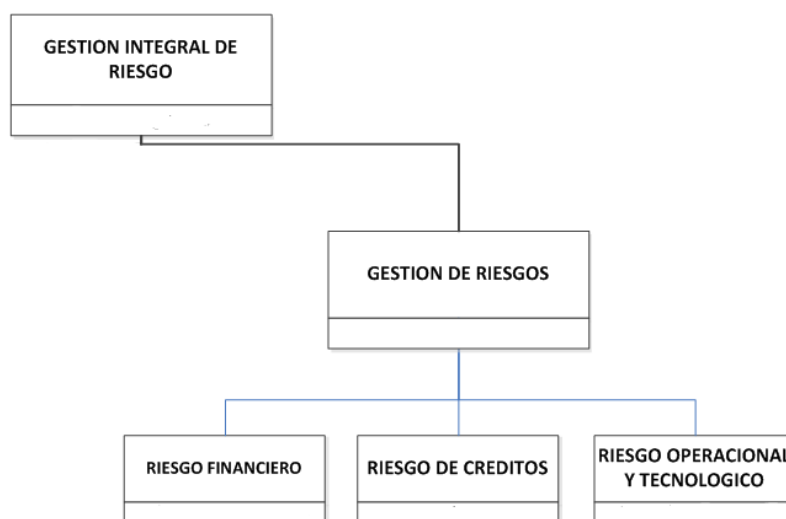 GESTION INTEGRAL DE
RIESGO
GESTION DE RIESGOS
RIESGO FINANCIERO
RIESGO DE CREDITOS
RIESGO OPERACIONAL
Y TECNOLOGICO